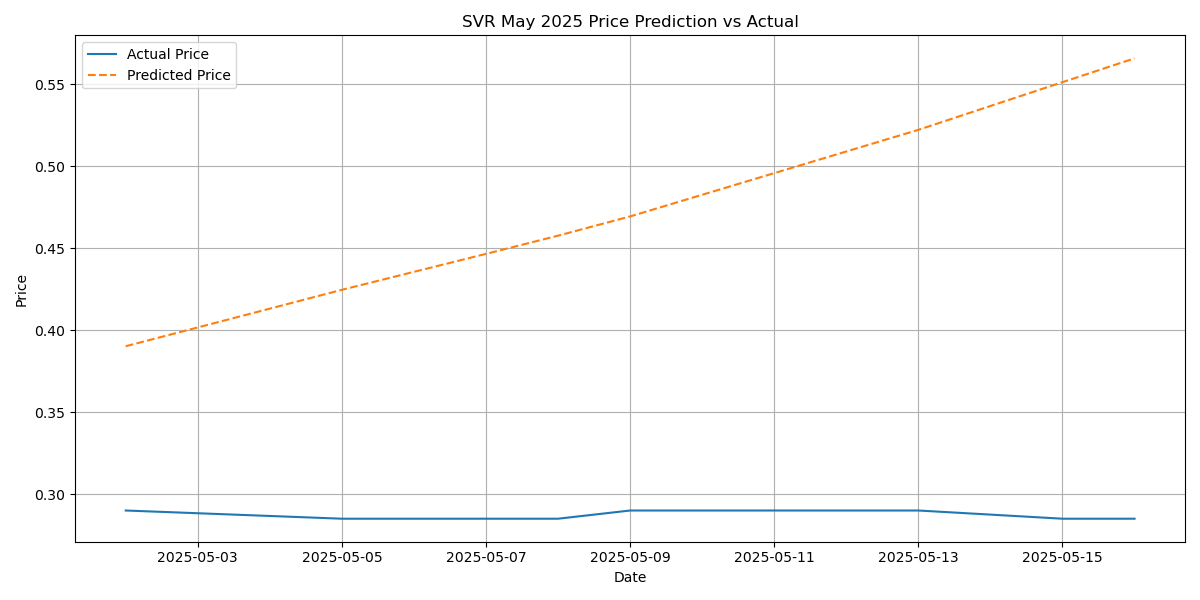 SVR May 2025 Price Prediction vs Actual
Actual Price
Predicted Price
0.55
0.50
0.45
0.40
0.35
0.30
Price
2025-05-03 2025-05-05 2025-05-07 2025-05-09 2025-05-11 2025-05-13 2025-05-15
Date